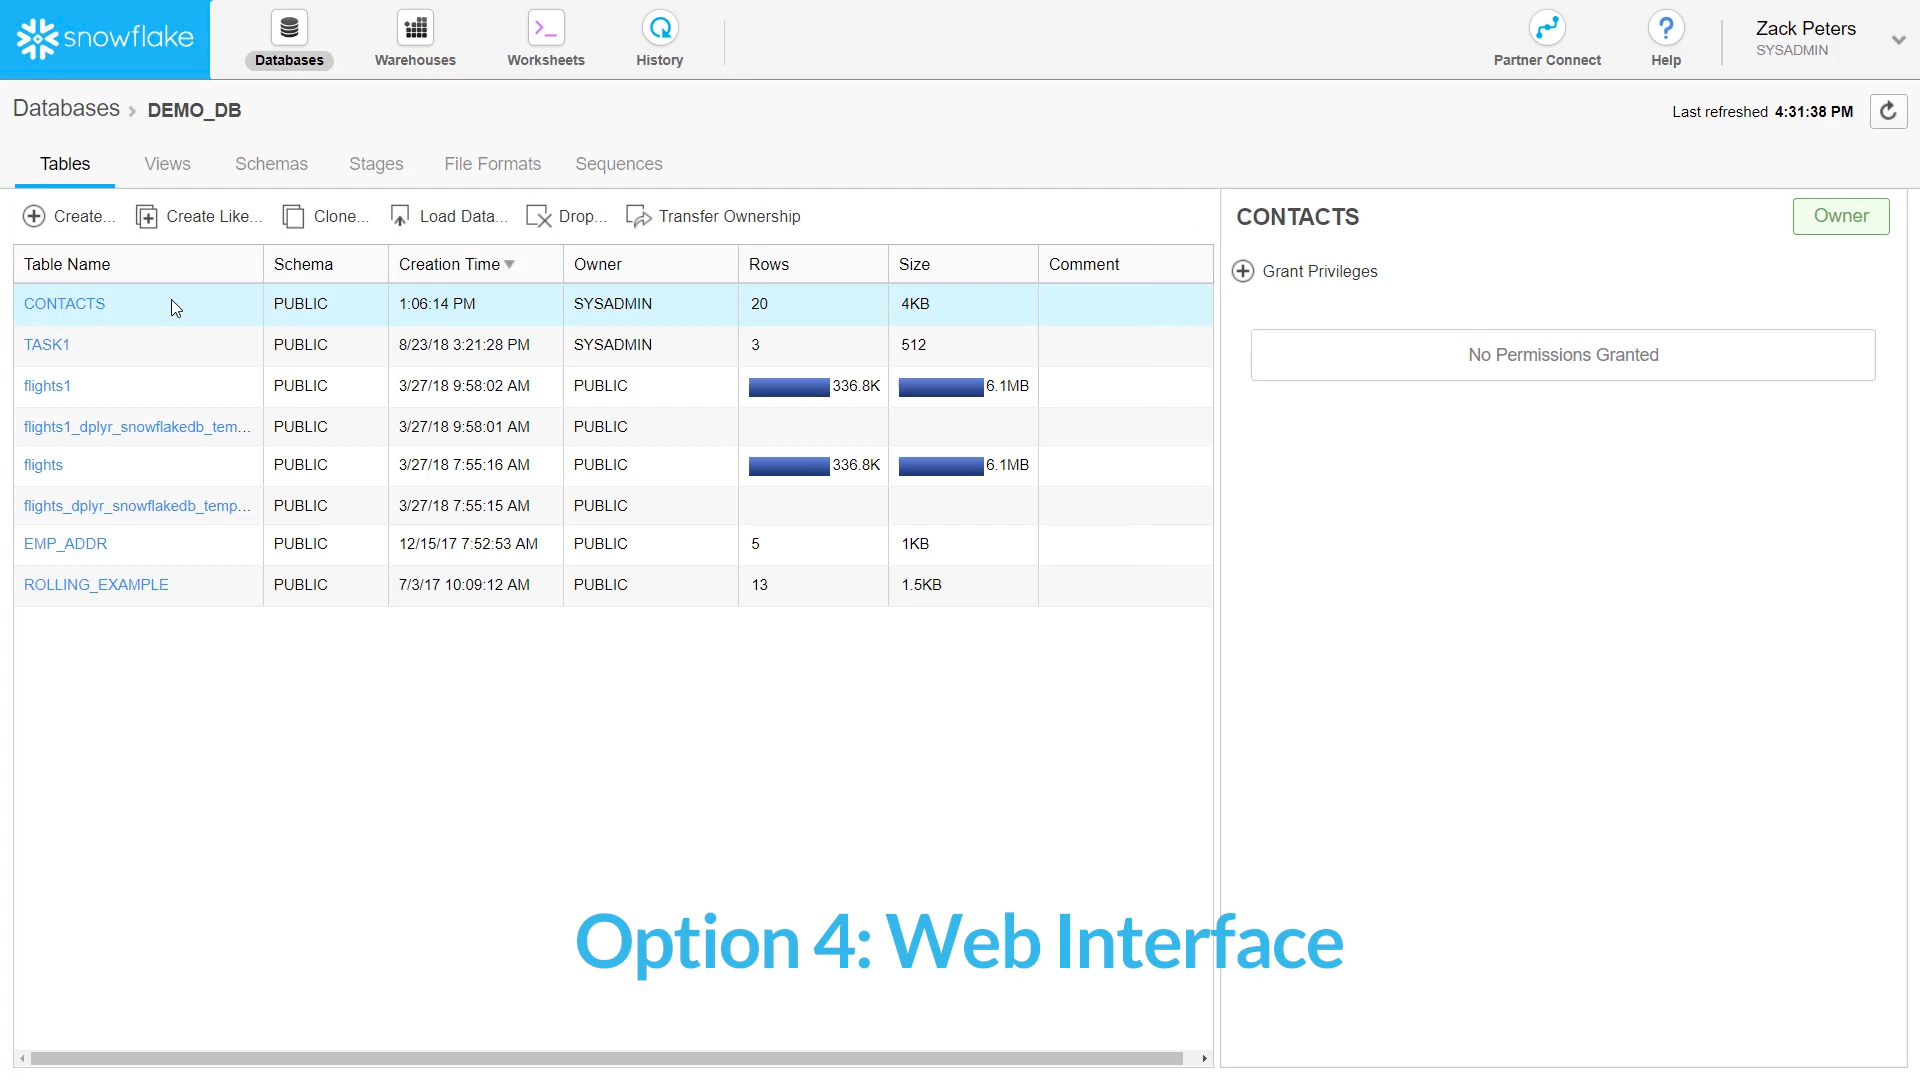 snowflake
Databases Warehouses Worksheets History Partner Connect Help Zack Peters
SYSADMIN
Databases › DEMO_DB Last refreshed 4:31:38 PM
Tables Views Schemas Stages File Formats Sequences
Create... Create Like... Clone... Load Data... Drop... Transfer Ownership
Table Name Schema Creation Time Owner Rows Size Comment
CONTACTS PUBLIC 1:06:14 PM SYSADMIN 20 4KB
TASK1 PUBLIC 8/23/18 3:21:28 PM SYSADMIN 3 512
flights1 PUBLIC 3/27/18 9:58:02 AM PUBLIC 336.8K 6.1MB
flights1_dplyr_snowflakedb_tem... PUBLIC 3/27/18 9:58:01 AM PUBLIC
flights PUBLIC 3/27/18 7:55:16 AM PUBLIC 336.8K 6.1MB
flights_dplyr_snowflakedb_temp... PUBLIC 3/27/18 7:55:15 AM PUBLIC
EMP_ADDR PUBLIC 12/15/17 7:52:53 AM PUBLIC 5 1KB
ROLLING_EXAMPLE PUBLIC 7/3/17 10:09:12 AM PUBLIC 13 1.5KB
CONTACTS Owner
Grant Privileges
No Permissions Granted
Option 4: Web Interface